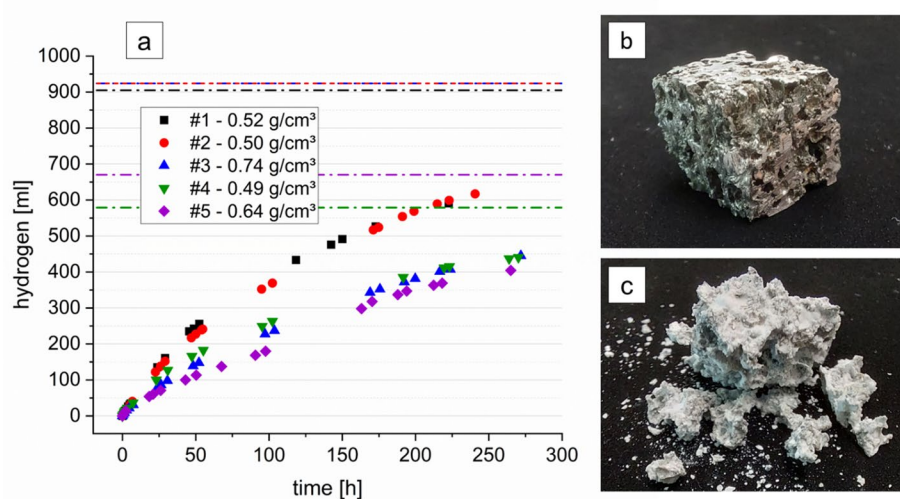 a
1000
900
800
700
600
500
400
300
200
100
0
hydrogen [ml]
#1 - 0.52 g/cm³
#2 - 0.50 g/cm³
#3 - 0.74 g/cm³
#4 - 0.49 g/cm³
#5 - 0.64 g/cm³
0 50 100 150 200 250 300
time [h]
b
c